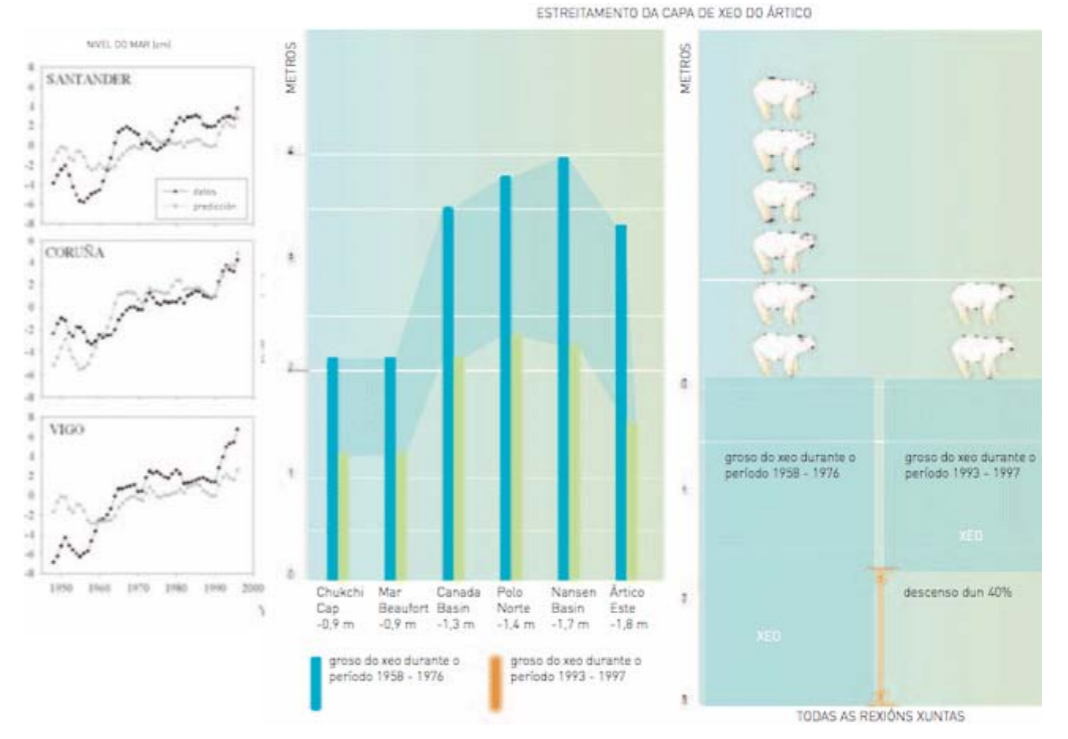 ESTREITAMENTO DA CAPA DE XEO DO ÁRTICO
NIVEL DO MAR (cm)
SANTANDER
datos
predicción
CORUÑA
VIGO
1950 1960 1970 1980 1990 2000
METROS
Chukchi Cap -0,9 m
Mar Beaufort -0,9 m
Canada Basin -1,3 m
Polo Norte -1,4 m
Nansen Basin -1,7 m
Ártico Este -1,8 m
groso do xeo durante o
período 1958 - 1976
groso do xeo durante o
período 1993 - 1997
METROS
groso do xeo durante o
período 1958 - 1976
XEO
groso do xeo durante o
período 1993 - 1997
XEO
descenso dun 40%
TODAS AS REXIÓNS XUNTAS